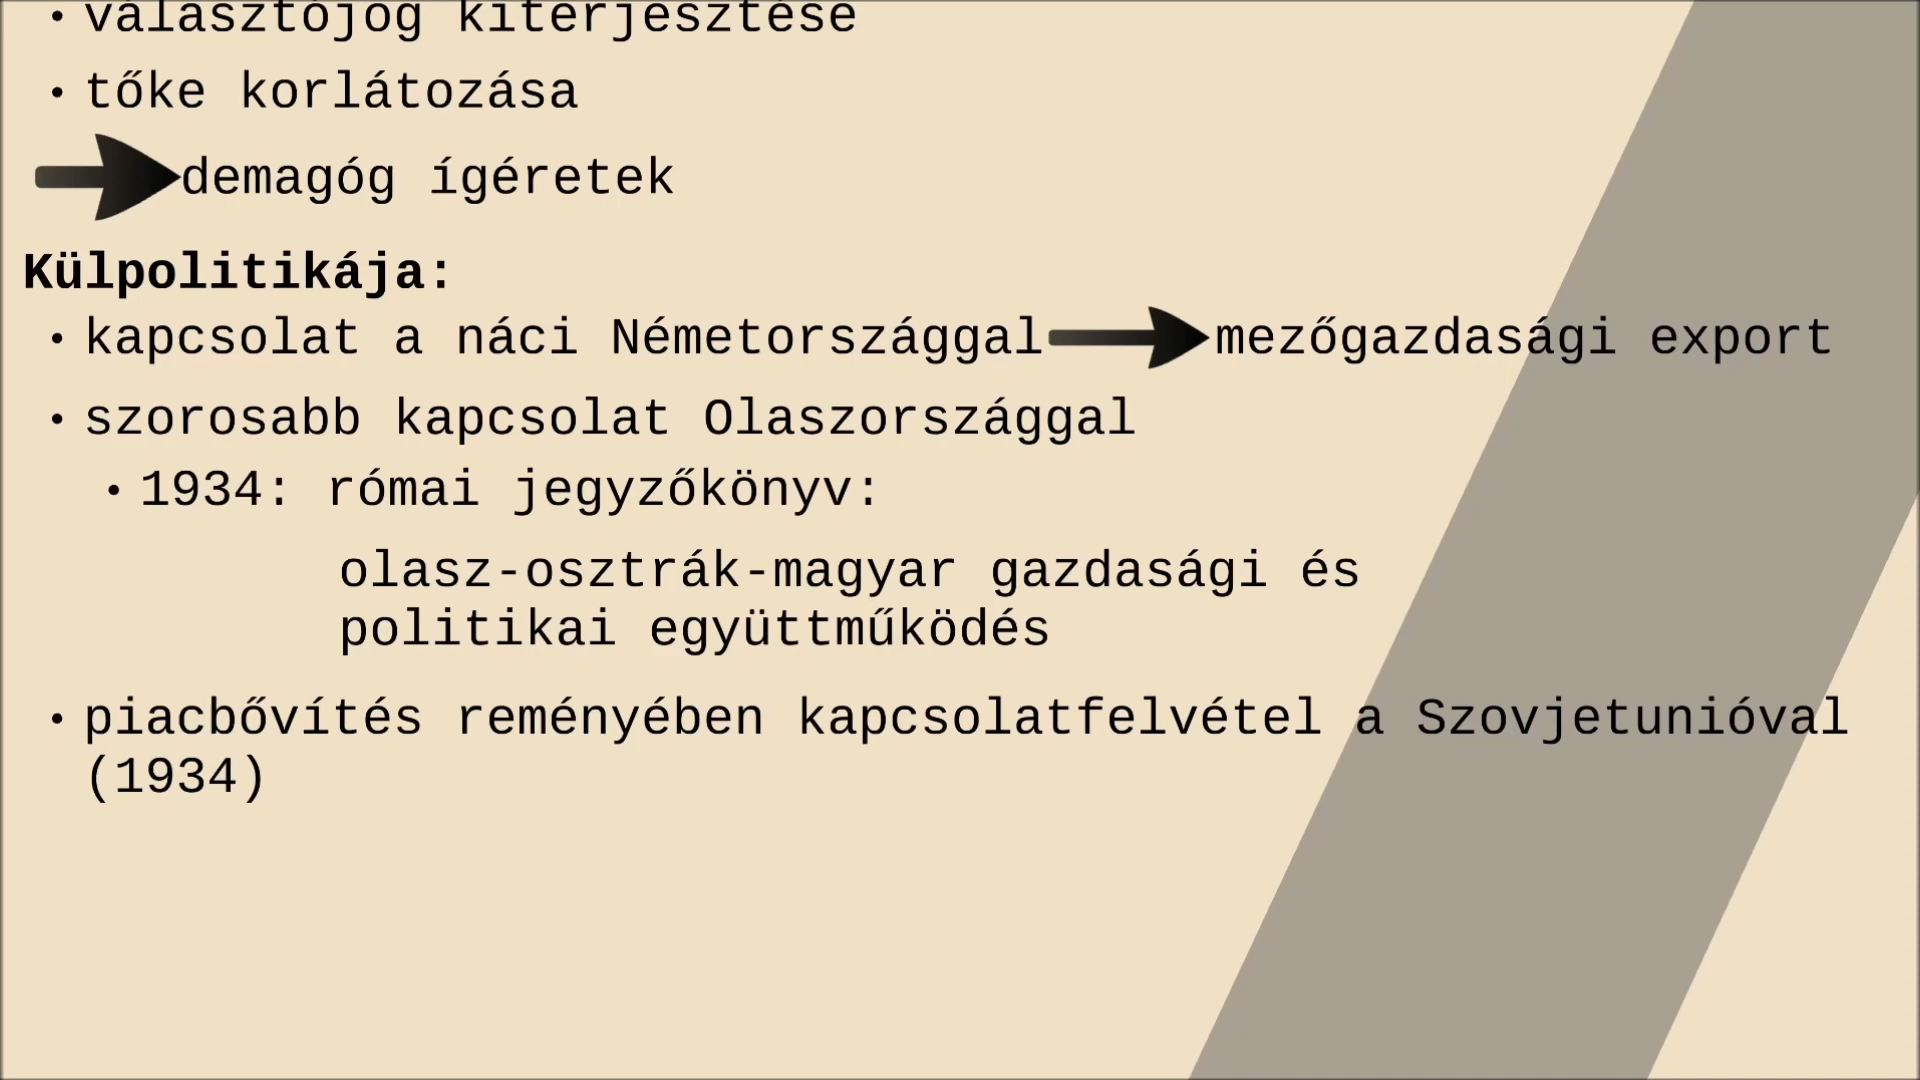 • választójog kiterjesztése
• tőke korlátozása
demagóg ígéretek
Külpolitikája:
• kapcsolat a náci Németországgal mezőgazdasági export
• szorosabb kapcsolat Olaszországgal
• 1934: római jegyzőkönyv:
olasz-osztrák-magyar gazdasági és
politikai együttműködés
• piacbővítés reményében kapcsolatfelvétel a Szovjetunióval
(1934)